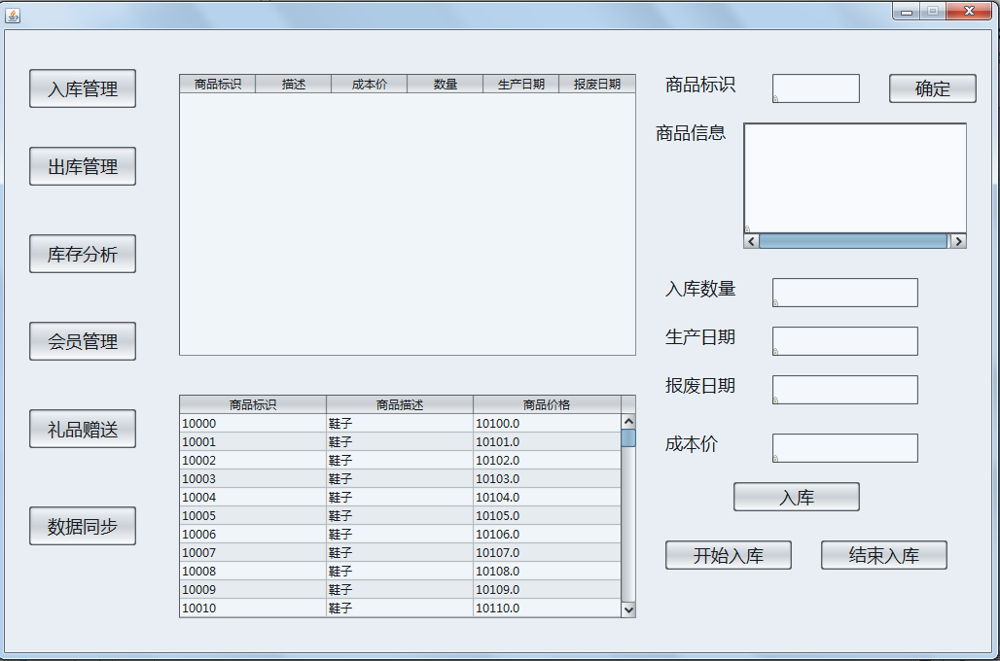 入库管理
出库管理
库存分析
会员管理
礼品赠送
数据同步
商品标识 描述 成本价 数量 生产日期 报废日期
商品标识 商品描述 商品价格
10000 鞋子 10100.0
10001 鞋子 10101.0
10002 鞋子 10102.0
10003 鞋子 10103.0
10004 鞋子 10104.0
10005 鞋子 10105.0
10006 鞋子 10106.0
10007 鞋子 10107.0
10008 鞋子 10108.0
10009 鞋子 10109.0
10010 鞋子 10110.0
商品标识 确定
商品信息
入库数量
生产日期
报废日期
成本价
入库
开始入库 结束入库